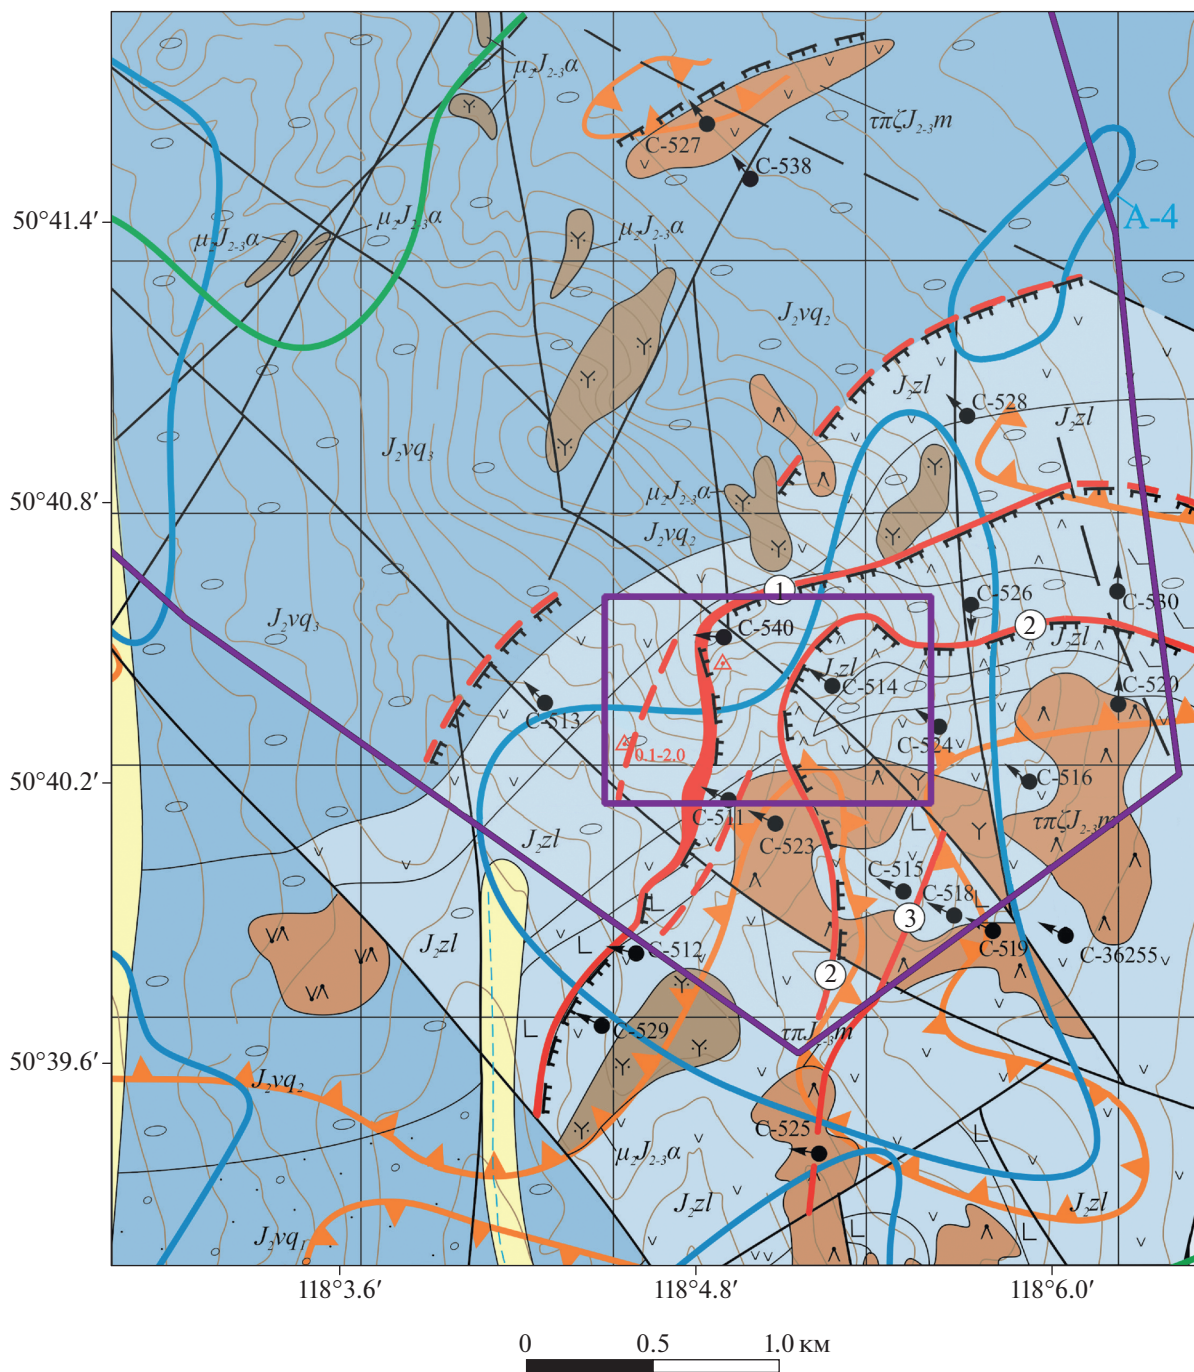 μ₂J₂₋₃α
τπζJ₂₋₃m
C-527
C-538
50°41.4′
A-4
μ₂J₂₋₃α
μ₂J₂₋₃α
μ₂J₂₋₃α
J₂vq₂
J₂zl
C-528
J₂zl
J₂vq₃
50°40.8′
μ₂J₂₋₃α
J₂vq₂
1
C-526
C-530
J₂vq₃
2
C-540
J₂zl
J₂zl
C-514
C-520
C-513
C-524
0.1-2.0
50°40.2′
C-516
C-511
τπζJ₂₋₃m
C-523
J₂zl
C-515
C-518
3
J₂zl
C-519
C-36255
C-512
2
C-529
τπJ₂₋₃m
50°39.6′
J₂vq₂
C-525
μ₂J₂₋₃α
J₂zl
J₂zl
J₂vq₁
118°3.6′ 118°4.8′ 118°6.0′
0 0.5 1.0 км